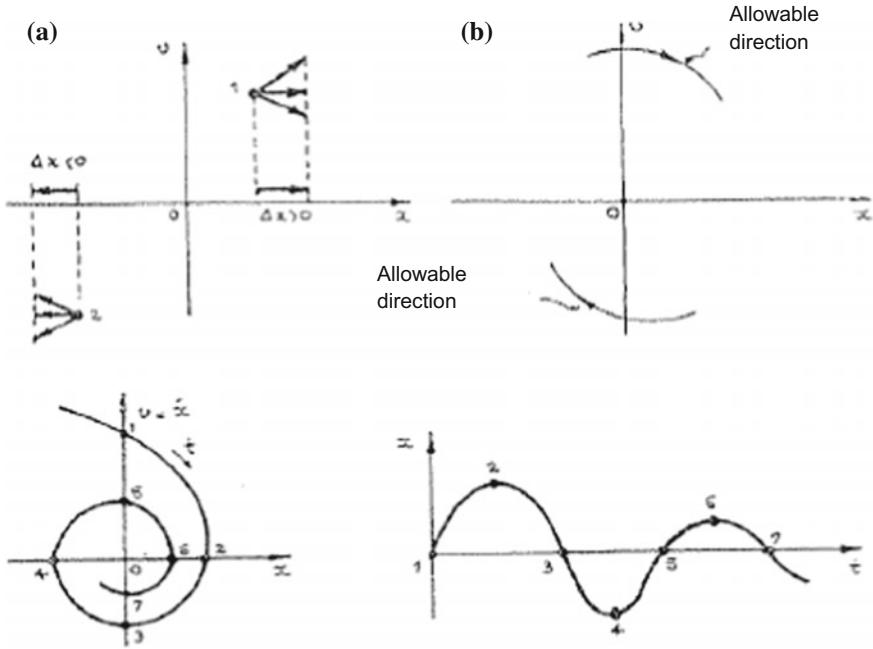 (a)
υ
1
Δx<0
0
Δx>0
x
2
(b)
Allowable
direction
υ
0
x
Allowable
direction
υ = ẋ
1
t
5
4
0
6
2
x
7
3
x
2
6
1
3
5
7
t
4